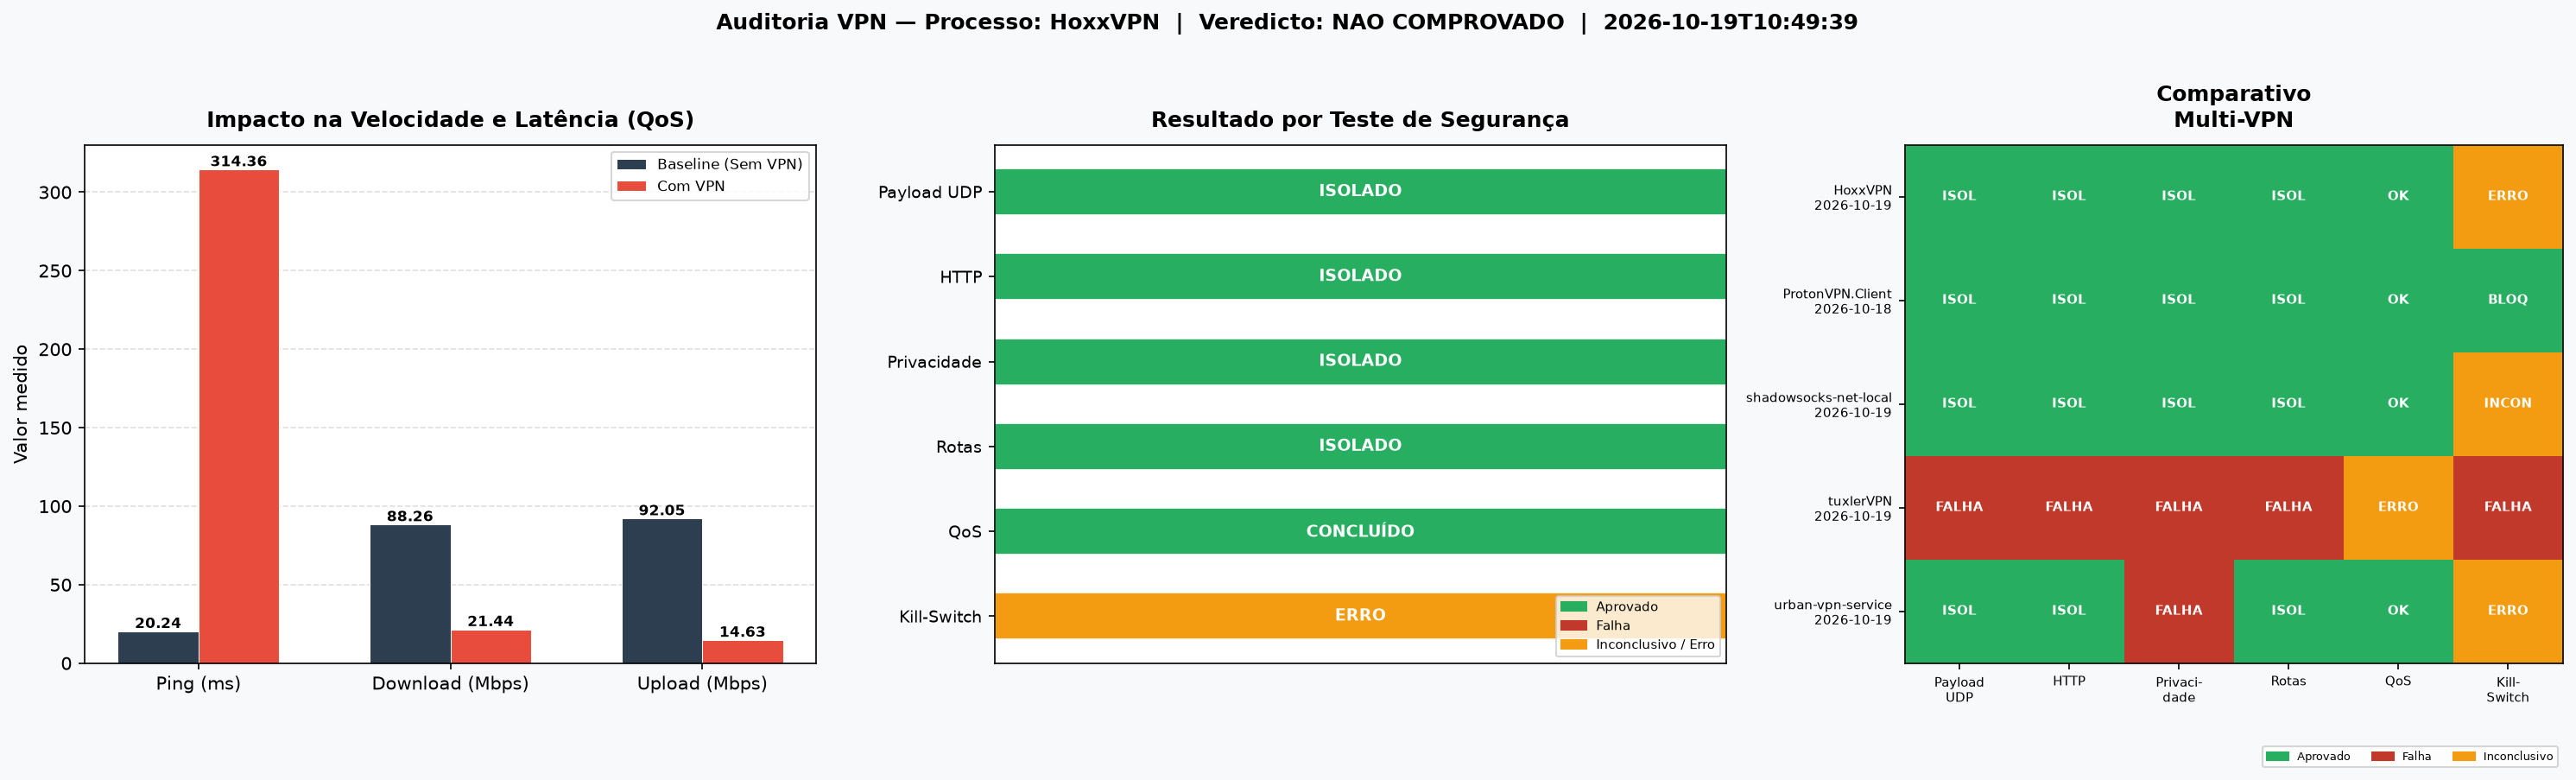 Auditoria VPN — Processo: HoxxVPN | Veredicto: NAO COMPROVADO | 2026-10-19T10:49:39
Impacto na Velocidade e Latência (QoS)
Valor medido
300
250
200
150
100
50
0
314.36
20.24
88.26
21.44
92.05
14.63
Baseline (Sem VPN)
Com VPN
Ping (ms)
Download (Mbps)
Upload (Mbps)
Resultado por Teste de Segurança
Payload UDP
ISOLADO
HTTP
ISOLADO
Privacidade
ISOLADO
Rotas
ISOLADO
QoS
CONCLUÍDO
Kill-Switch
ERRO
Aprovado
Falha
Inconclusivo / Erro
Comparativo
Multi-VPN
HoxxVPN
2026-10-19
ISOL ISOL ISOL ISOL OK ERRO
ProtonVPN.Client
2026-10-18
ISOL ISOL ISOL ISOL OK BLOQ
shadowsocks-net-local
2026-10-19
ISOL ISOL ISOL ISOL OK INCON
tuxlerVPN
2026-10-19
FALHA FALHA FALHA FALHA ERRO FALHA
urban-vpn-service
2026-10-19
ISOL ISOL FALHA ISOL OK ERRO
Payload
UDP
HTTP
Privaci-
dade
Rotas
QoS
Kill-
Switch
Aprovado Falha Inconclusivo